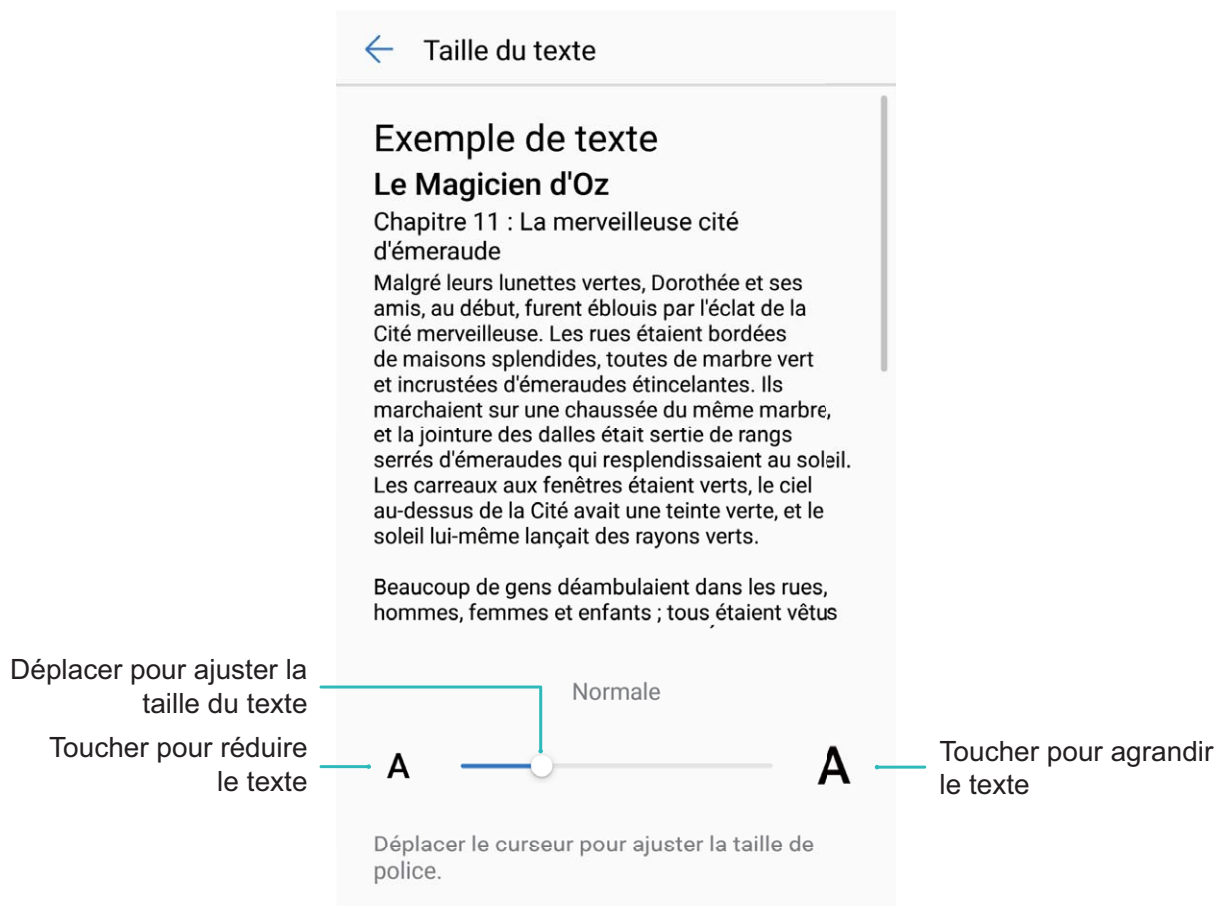 Taille du texte
Exemple de texte
Le Magicien d'Oz
Chapitre 11 : La merveilleuse cité
d'émeraude
Malgré leurs lunettes vertes, Dorothée et ses
amis, au début, furent éblouis par l'éclat de la
Cité merveilleuse. Les rues étaient bordées
de maisons splendides, toutes de marbre vert
et incrustées d'émeraudes étincelantes. Ils
marchaient sur une chaussée du même marbre,
et la jointure des dalles était sertie de rangs
serrés d'émeraudes qui resplendissaient au soleil.
Les carreaux aux fenêtres étaient verts, le ciel
au-dessus de la Cité avait une teinte verte, et le
soleil lui-même lançait des rayons verts.
Beaucoup de gens déambulaient dans les rues,
hommes, femmes et enfants ; tous étaient vêtus
Déplacer pour ajuster la
taille du texte
Normale
Toucher pour réduire
le texte
A
A
Toucher pour agrandir
le texte
Déplacer le curseur pour ajuster la taille de
police.